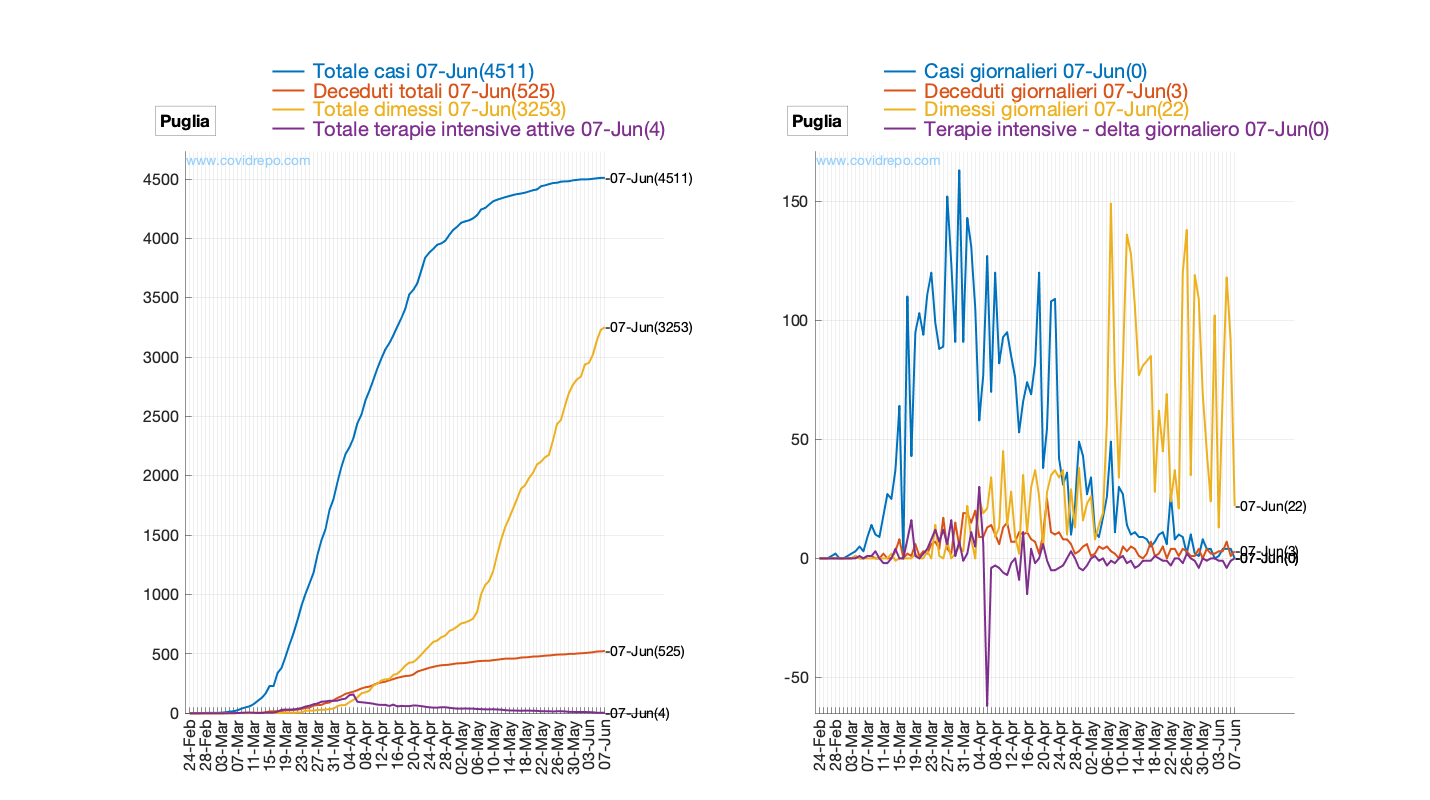 Totale casi 07-Jun(4511)
Deceduti totali 07-Jun(525)
Totale dimessi 07-Jun(3253)
Totale terapie intensive attive 07-Jun(4)
Puglia
www.covidrepo.com
4500
4000
3500
3000
2500
2000
1500
1000
500
0
-07-Jun(4511)
-07-Jun(3253)
-07-Jun(525)
-07-Jun(4)
24-Feb
28-Feb
03-Mar
07-Mar
11-Mar
15-Mar
19-Mar
23-Mar
27-Mar
31-Mar
04-Apr
08-Apr
12-Apr
16-Apr
20-Apr
24-Apr
28-Apr
02-May
06-May
10-May
14-May
18-May
22-May
26-May
30-May
03-Jun
07-Jun
Casi giornalieri 07-Jun(0)
Deceduti giornalieri 07-Jun(3)
Dimessi giornalieri 07-Jun(22)
Terapie intensive - delta giornaliero 07-Jun(0)
Puglia
www.covidrepo.com
150
100
50
0
-50
-07-Jun(22)
-07-Jun(3)
-07-Jun(0)
24-Feb
28-Feb
03-Mar
07-Mar
11-Mar
15-Mar
19-Mar
23-Mar
27-Mar
31-Mar
04-Apr
08-Apr
12-Apr
16-Apr
20-Apr
24-Apr
28-Apr
02-May
06-May
10-May
14-May
18-May
22-May
26-May
30-May
03-Jun
07-Jun